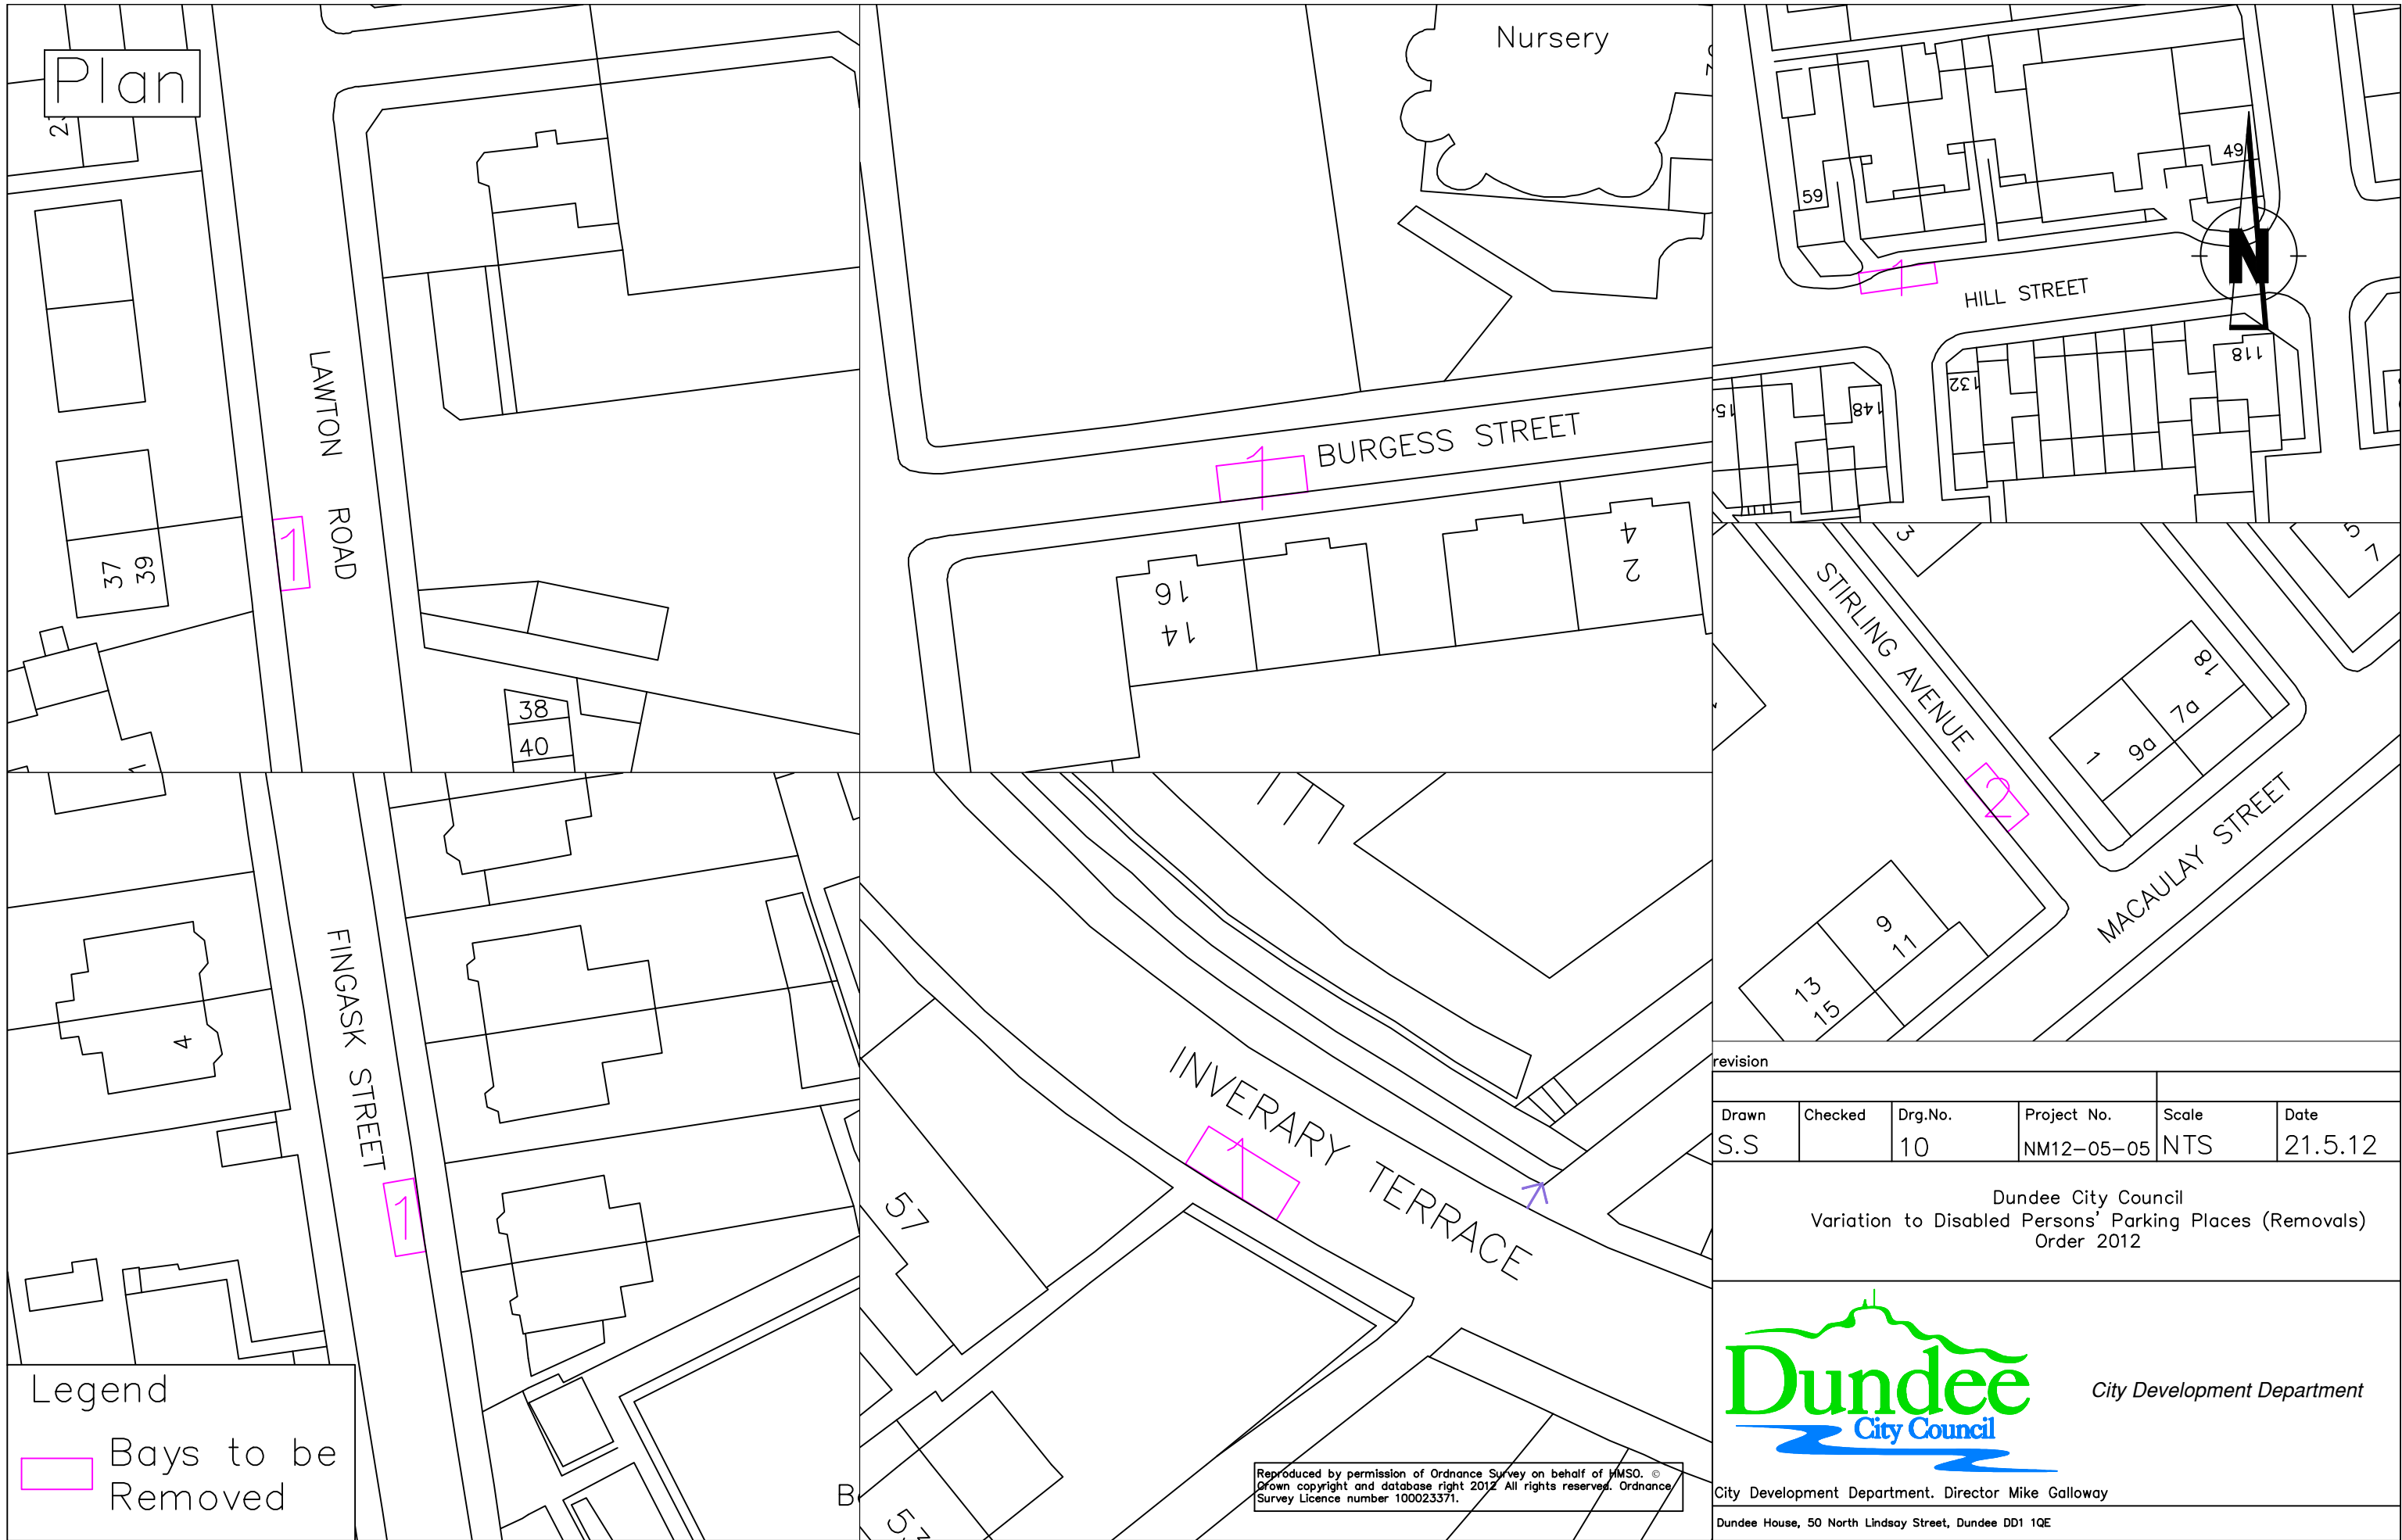 Plan
LAWTON ROAD
37
39
38
40
1
Nursery
BURGESS STREET
1
16
14
4
2
59
49
1
HILL STREET
118
132
148
STIRLING AVENUE
3
5
7
18
7a
9a
1
2
MACAULAY STREET
9
11
13
15
FINGASK STREET
4
1
INVERARY TERRACE
1
57
53
N
Legend
Bays to be
Removed
Reproduced by permission of Ordnance Survey on behalf of HMSO. ©
Crown copyright and database right 2012 All rights reserved. Ordnance
Survey Licence number 100023371.
revision
Drawn Checked Drg.No. Project No. Scale Date
S.S 10 NM12-05-05 NTS 21.5.12
Dundee City Council
Variation to Disabled Persons' Parking Places (Removals)
Order 2012
Dundee
City Council
City Development Department
City Development Department. Director Mike Galloway
Dundee House, 50 North Lindsay Street, Dundee DD1 1QE